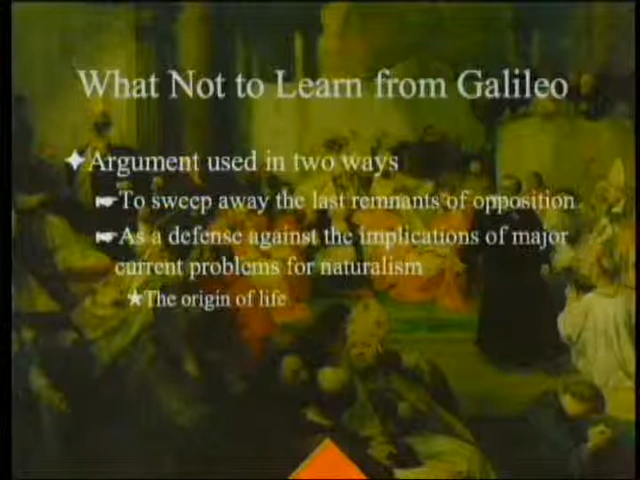 What Not to Learn from Galileo
Argument used in two ways
To sweep away the last remnants of opposition
As a defense against the implications of major
current problems for naturalism
The origin of life